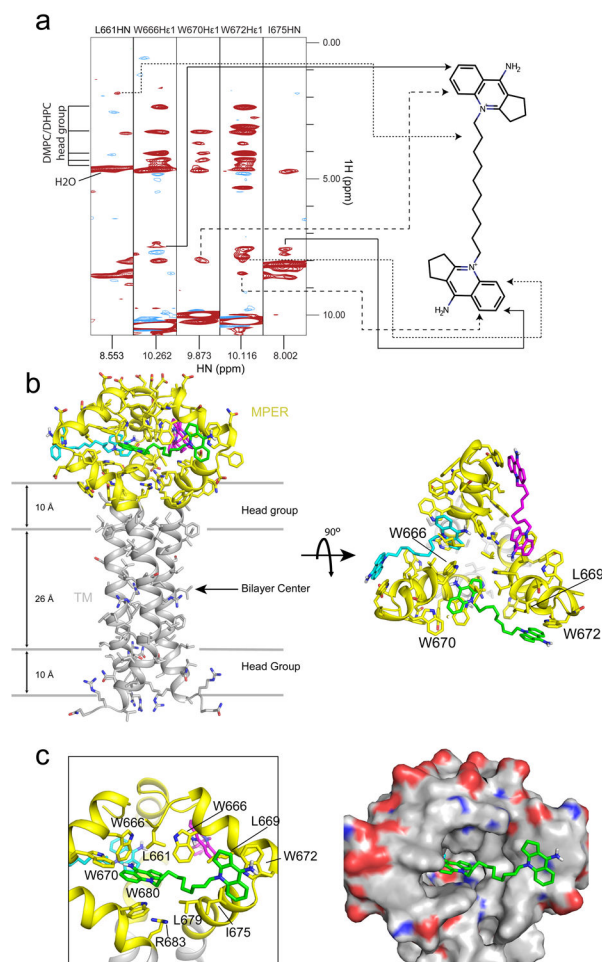 a
L661HN W666Hε1 W670Hε1 W672Hε1 I675HN
0.00
DMPC/DHPC
head group
H2O
5.00
1H (ppm)
10.00
8.553 10.262 9.873 10.116 8.002
HN (ppm)
NH2
N+
N+
H2N
b
MPER
10 Å
Head group
26 Å
TM
Bilayer Center
10 Å
Head Group
90º
W666
L669
W670
W672
c
W666
W666
L669
L661
W672
W670
W680
L679
I675
R683